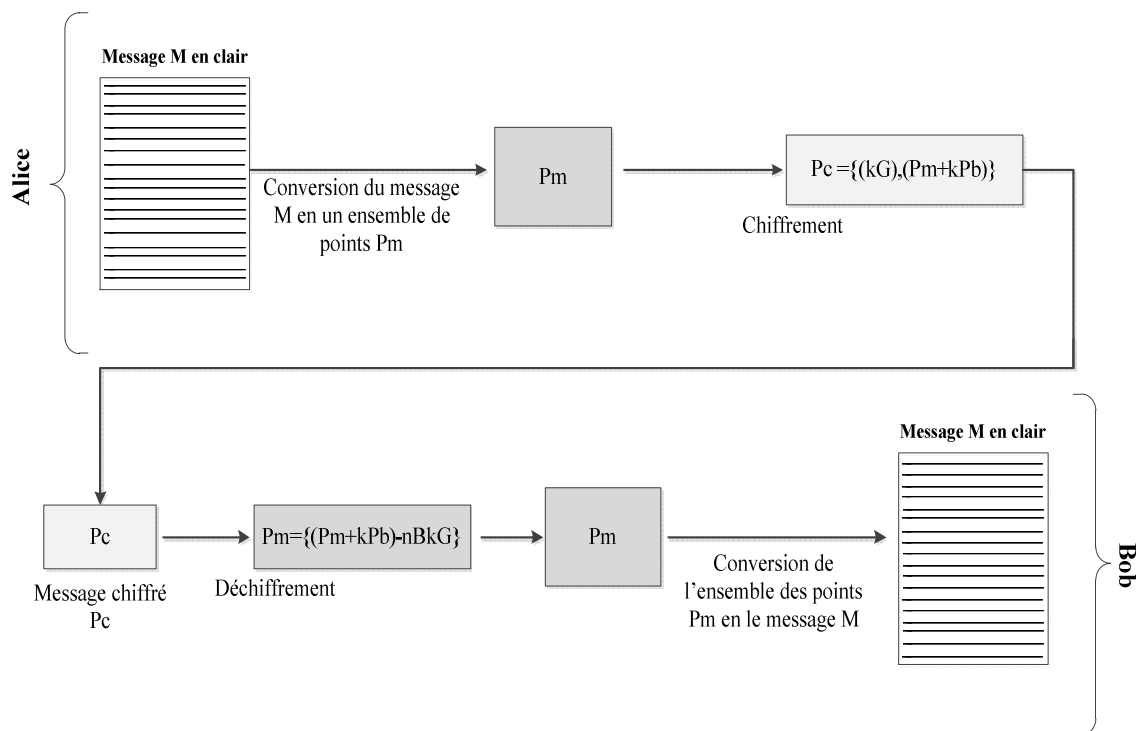 Alice
Message M en clair
Conversion du message
M en un ensemble de
points Pm
Pm
Pc ={(kG),(Pm+kPb)}
Chiffrement
Bob
Message M en clair
Pc
Message chiffré
Pc
Pm={(Pm+kPb)-nBkG}
Déchiffrement
Pm
Conversion de
l’ensemble des points
Pm en le message M